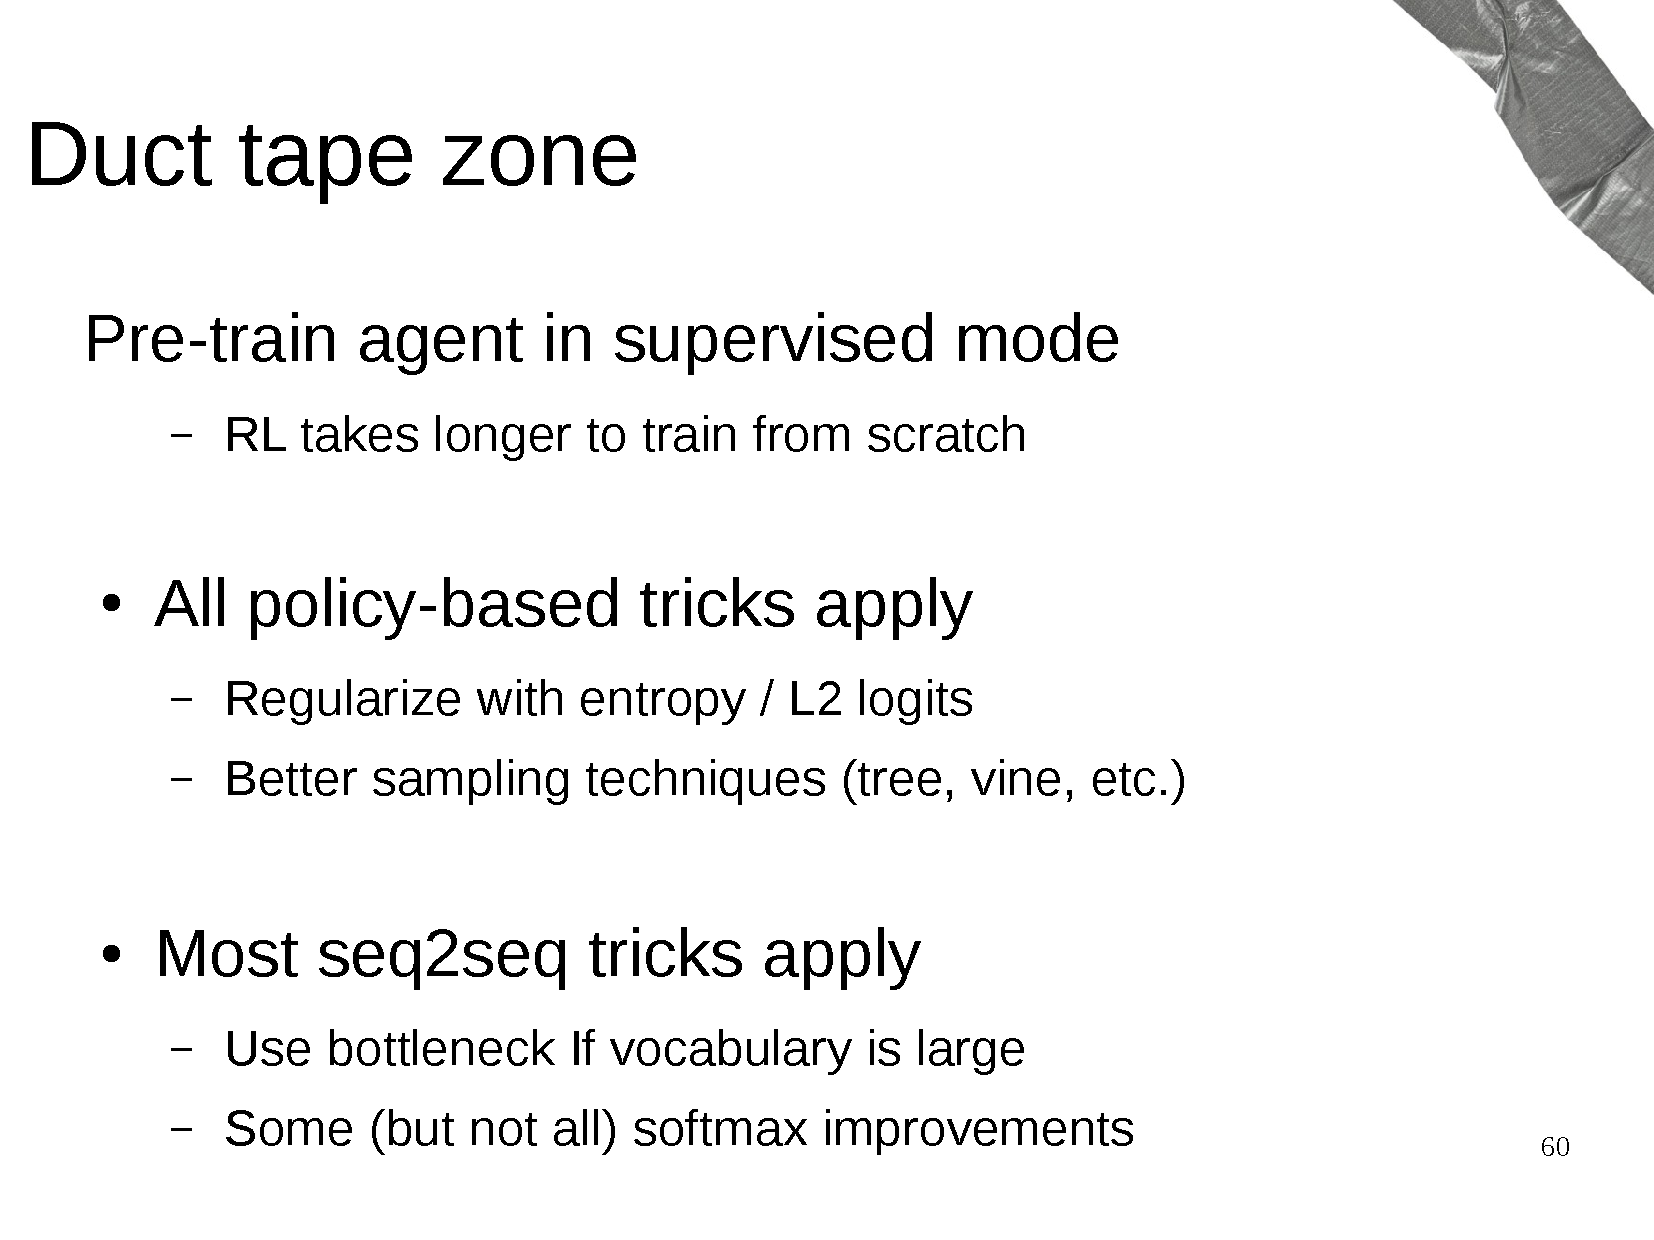 Duct tape zone
Pre-train agent in supervised mode
– RL takes longer to train from scratch
● All policy-based tricks apply
– Regularize with entropy / L2 logits
– Better sampling techniques (tree, vine, etc.)
● Most seq2seq tricks apply
– Use bottleneck If vocabulary is large
– Some (but not all) softmax improvements
60